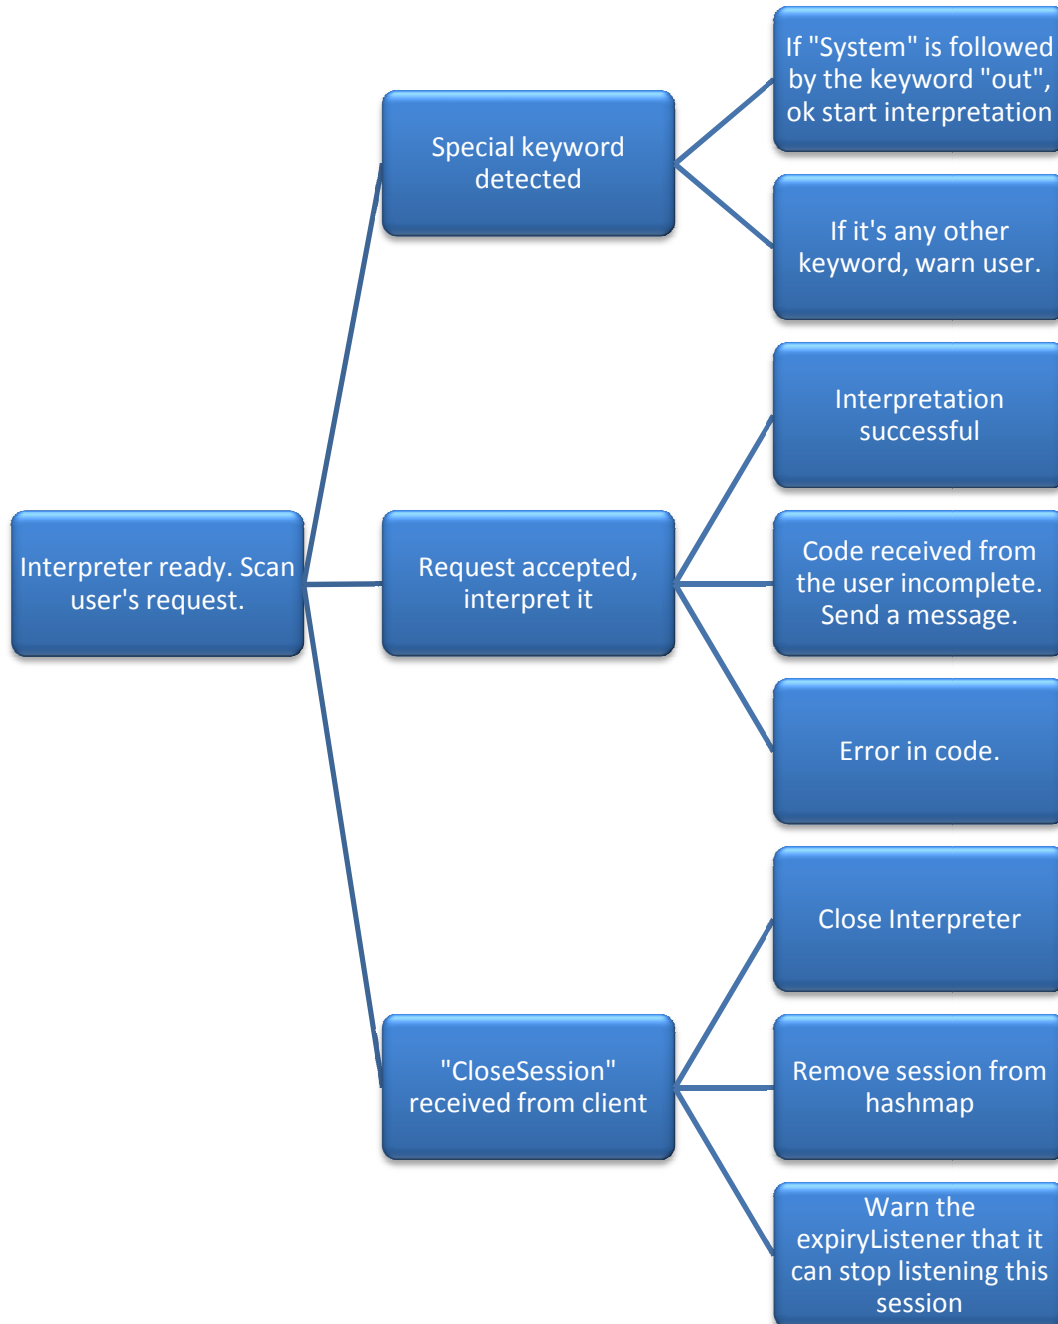 If "System" is followed
by the keyword "out",
ok start interpretation
Special keyword
detected
If it's any other
keyword, warn user.
Interpretation
successful
Interpreter ready. Scan
user's request.
Request accepted,
interpret it
Code received from
the user incomplete.
Send a message.
Error in code.
Close Interpreter
"CloseSession"
received from client
Remove session from
hashmap
Warn the
expiryListener that it
can stop listening this
session